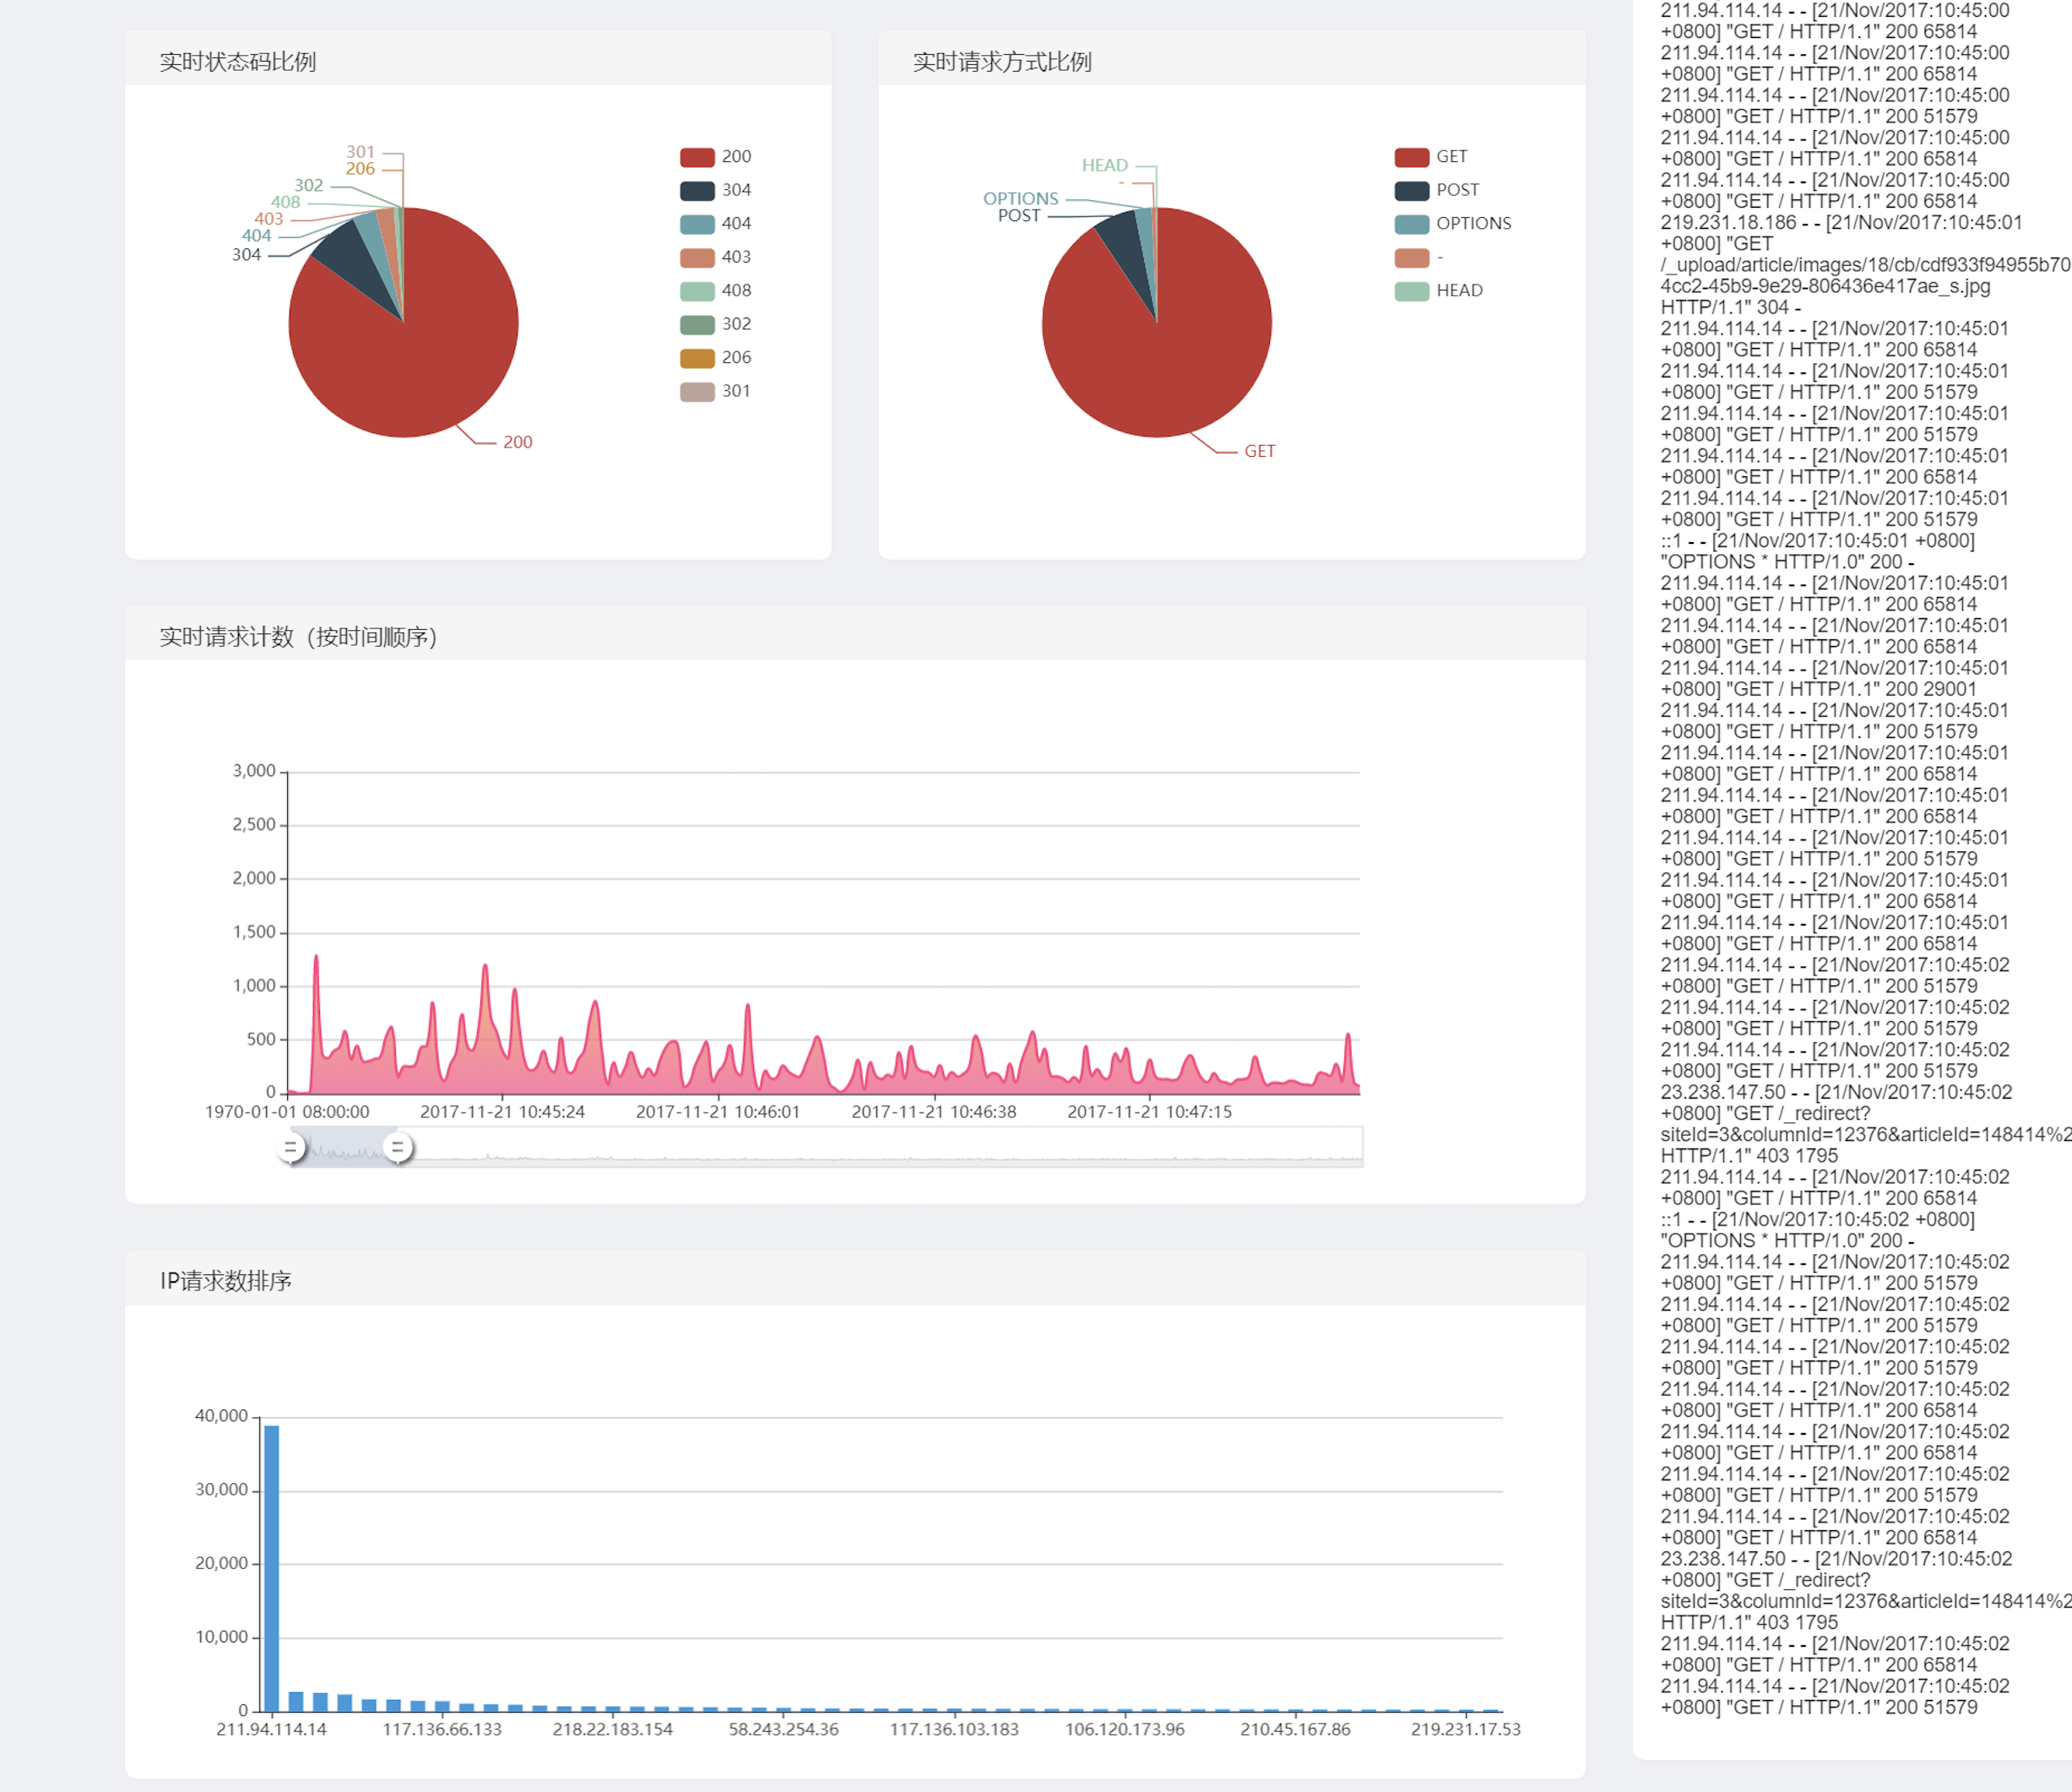 实时状态码比例
301
206
302
408
403
404
304
200
200
304
404
403
408
302
206
301
实时请求方式比例
HEAD
-
OPTIONS
POST
GET
GET
POST
OPTIONS
-
HEAD
实时请求计数（按时间顺序）
3,000
2,500
2,000
1,500
1,000
500
0
1970-01-01 08:00:00
2017-11-21 10:45:24
2017-11-21 10:46:01
2017-11-21 10:46:38
2017-11-21 10:47:15
IP请求数排序
40,000
30,000
20,000
10,000
0
211.94.114.14
117.136.66.133
218.22.183.154
58.243.254.36
117.136.103.183
106.120.173.96
210.45.167.86
219.231.17.53
211.94.114.14 - - [21/Nov/2017:10:45:00
+0800] "GET / HTTP/1.1" 200 65814
211.94.114.14 - - [21/Nov/2017:10:45:00
+0800] "GET / HTTP/1.1" 200 65814
211.94.114.14 - - [21/Nov/2017:10:45:00
+0800] "GET / HTTP/1.1" 200 51579
211.94.114.14 - - [21/Nov/2017:10:45:00
+0800] "GET / HTTP/1.1" 200 65814
211.94.114.14 - - [21/Nov/2017:10:45:00
+0800] "GET / HTTP/1.1" 200 65814
219.231.18.186 - - [21/Nov/2017:10:45:01
+0800] "GET
/_upload/article/images/18/cb/cdf933f94955b70
4cc2-45b9-9e29-806436e417ae_s.jpg
HTTP/1.1" 304 -
211.94.114.14 - - [21/Nov/2017:10:45:01
+0800] "GET / HTTP/1.1" 200 65814
211.94.114.14 - - [21/Nov/2017:10:45:01
+0800] "GET / HTTP/1.1" 200 51579
211.94.114.14 - - [21/Nov/2017:10:45:01
+0800] "GET / HTTP/1.1" 200 51579
211.94.114.14 - - [21/Nov/2017:10:45:01
+0800] "GET / HTTP/1.1" 200 65814
211.94.114.14 - - [21/Nov/2017:10:45:01
+0800] "GET / HTTP/1.1" 200 51579
::1 - - [21/Nov/2017:10:45:01 +0800]
"OPTIONS * HTTP/1.0" 200 -
211.94.114.14 - - [21/Nov/2017:10:45:01
+0800] "GET / HTTP/1.1" 200 65814
211.94.114.14 - - [21/Nov/2017:10:45:01
+0800] "GET / HTTP/1.1" 200 65814
211.94.114.14 - - [21/Nov/2017:10:45:01
+0800] "GET / HTTP/1.1" 200 29001
211.94.114.14 - - [21/Nov/2017:10:45:01
+0800] "GET / HTTP/1.1" 200 51579
211.94.114.14 - - [21/Nov/2017:10:45:01
+0800] "GET / HTTP/1.1" 200 65814
211.94.114.14 - - [21/Nov/2017:10:45:01
+0800] "GET / HTTP/1.1" 200 65814
211.94.114.14 - - [21/Nov/2017:10:45:01
+0800] "GET / HTTP/1.1" 200 51579
211.94.114.14 - - [21/Nov/2017:10:45:01
+0800] "GET / HTTP/1.1" 200 65814
211.94.114.14 - - [21/Nov/2017:10:45:01
+0800] "GET / HTTP/1.1" 200 65814
211.94.114.14 - - [21/Nov/2017:10:45:02
+0800] "GET / HTTP/1.1" 200 51579
211.94.114.14 - - [21/Nov/2017:10:45:02
+0800] "GET / HTTP/1.1" 200 51579
211.94.114.14 - - [21/Nov/2017:10:45:02
+0800] "GET / HTTP/1.1" 200 51579
23.238.147.50 - - [21/Nov/2017:10:45:02
+0800] "GET /_redirect?
siteId=3&columnId=12376&articleId=148414%2
HTTP/1.1" 403 1795
211.94.114.14 - - [21/Nov/2017:10:45:02
+0800] "GET / HTTP/1.1" 200 65814
::1 - - [21/Nov/2017:10:45:02 +0800]
"OPTIONS * HTTP/1.0" 200 -
211.94.114.14 - - [21/Nov/2017:10:45:02
+0800] "GET / HTTP/1.1" 200 51579
211.94.114.14 - - [21/Nov/2017:10:45:02
+0800] "GET / HTTP/1.1" 200 51579
211.94.114.14 - - [21/Nov/2017:10:45:02
+0800] "GET / HTTP/1.1" 200 51579
211.94.114.14 - - [21/Nov/2017:10:45:02
+0800] "GET / HTTP/1.1" 200 65814
211.94.114.14 - - [21/Nov/2017:10:45:02
+0800] "GET / HTTP/1.1" 200 65814
211.94.114.14 - - [21/Nov/2017:10:45:02
+0800] "GET / HTTP/1.1" 200 51579
211.94.114.14 - - [21/Nov/2017:10:45:02
+0800] "GET / HTTP/1.1" 200 65814
23.238.147.50 - - [21/Nov/2017:10:45:02
+0800] "GET /_redirect?
siteId=3&columnId=12376&articleId=148414%2
HTTP/1.1" 403 1795
211.94.114.14 - - [21/Nov/2017:10:45:02
+0800] "GET / HTTP/1.1" 200 65814
211.94.114.14 - - [21/Nov/2017:10:45:02
+0800] "GET / HTTP/1.1" 200 51579